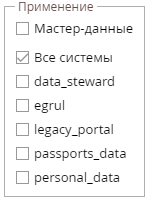 Применение
Мастер-данные
Все системы
data_steward
egrul
legacy_portal
passports_data
personal_data